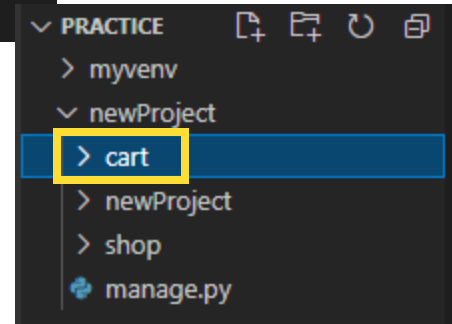 PRACTICE
myvenv
newProject
cart
newProject
shop
manage.py